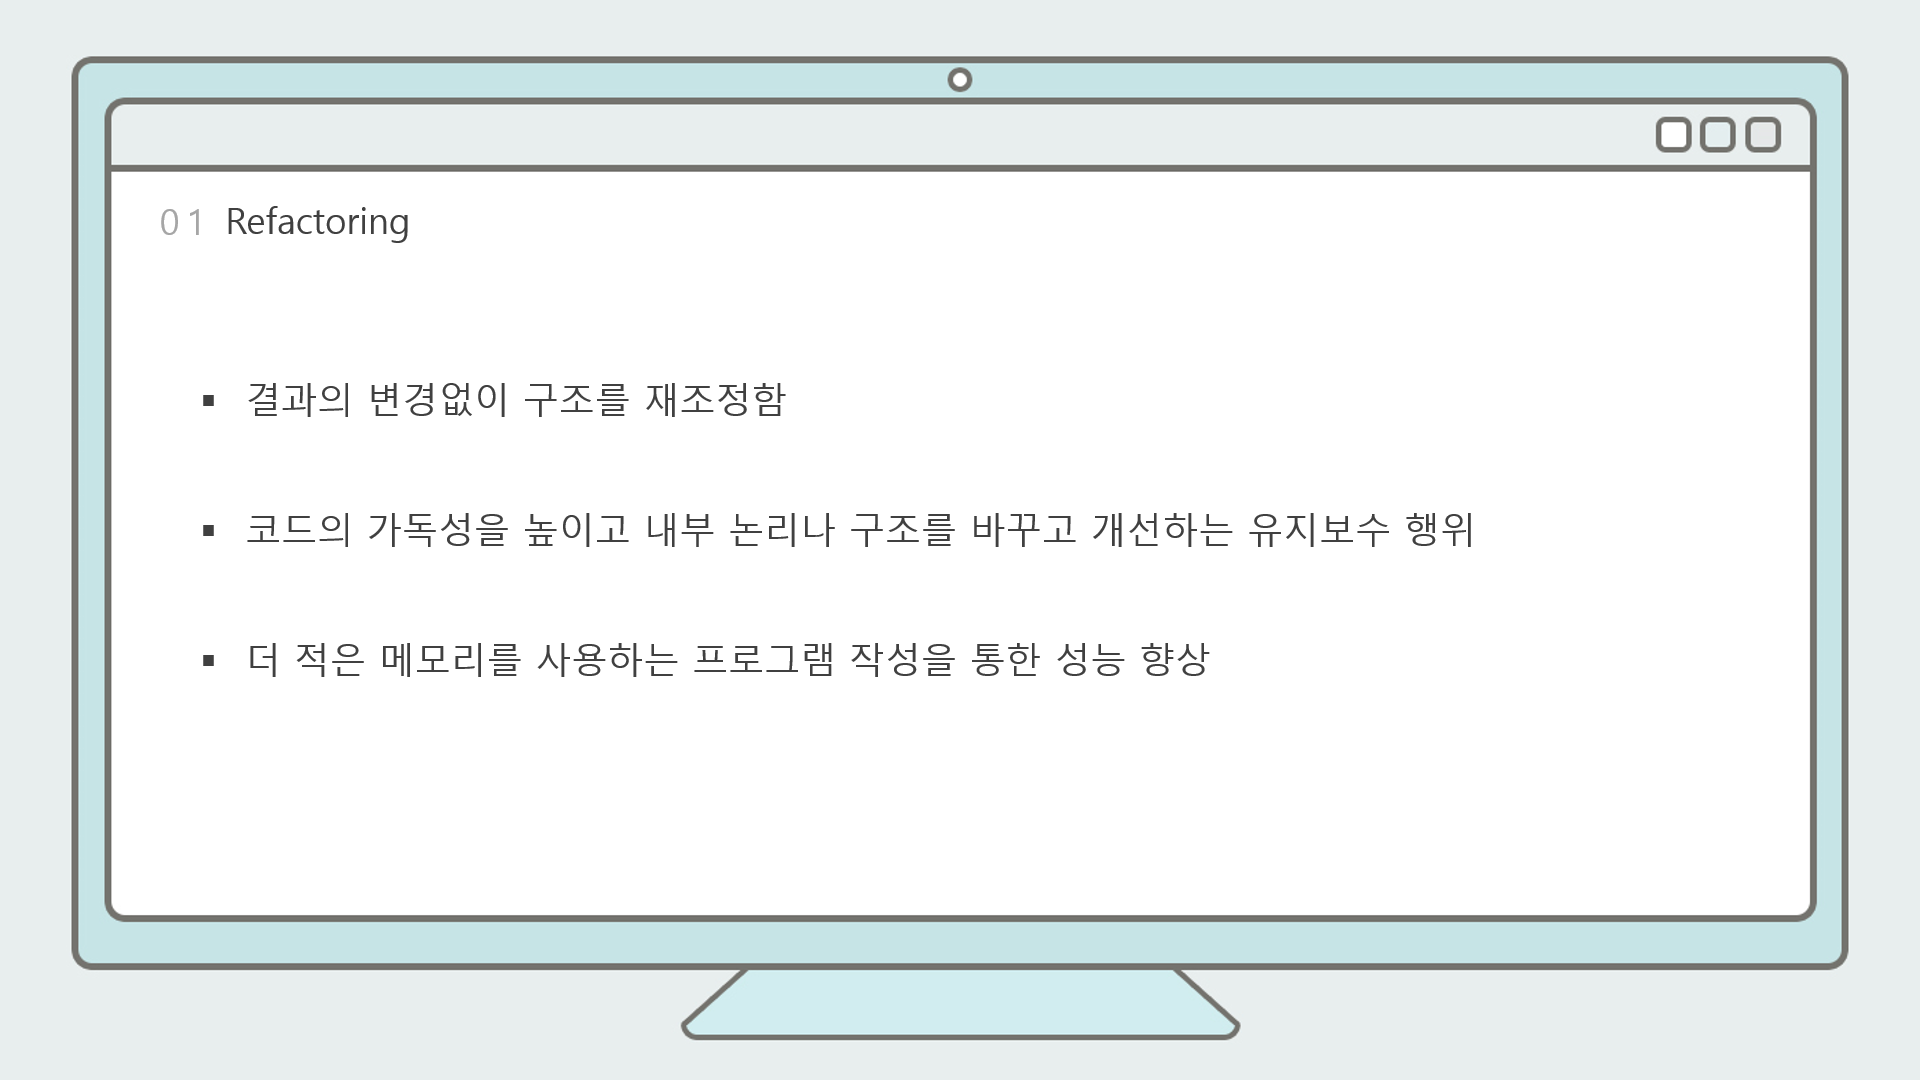 01 Refactoring
▪ 결과의 변경없이 구조를 재조정함
▪ 코드의 가독성을 높이고 내부 논리나 구조를 바꾸고 개선하는 유지보수 행위
▪ 더 적은 메모리를 사용하는 프로그램 작성을 통한 성능 향상